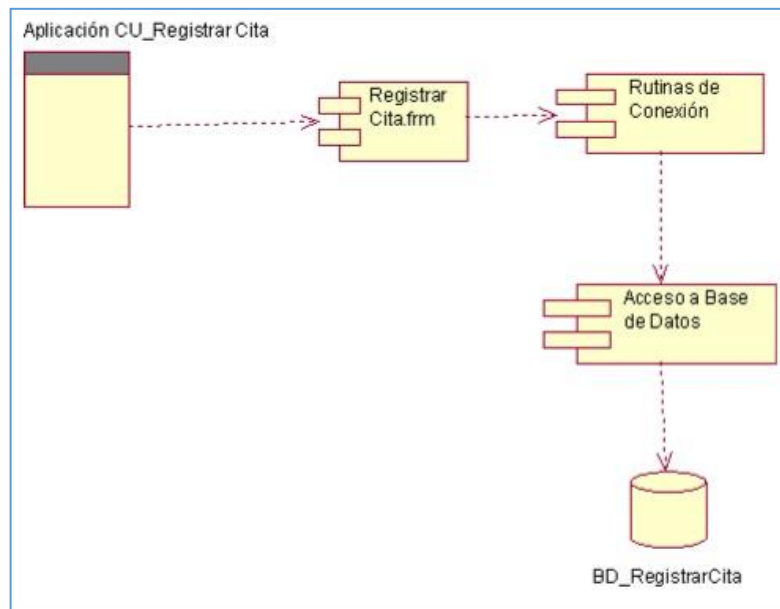 Aplicación CU_Registrar Cita
Registrar
Cita.frm
Rutinas de
Conexión
Acceso a Base
de Datos
BD_RegistrarCita